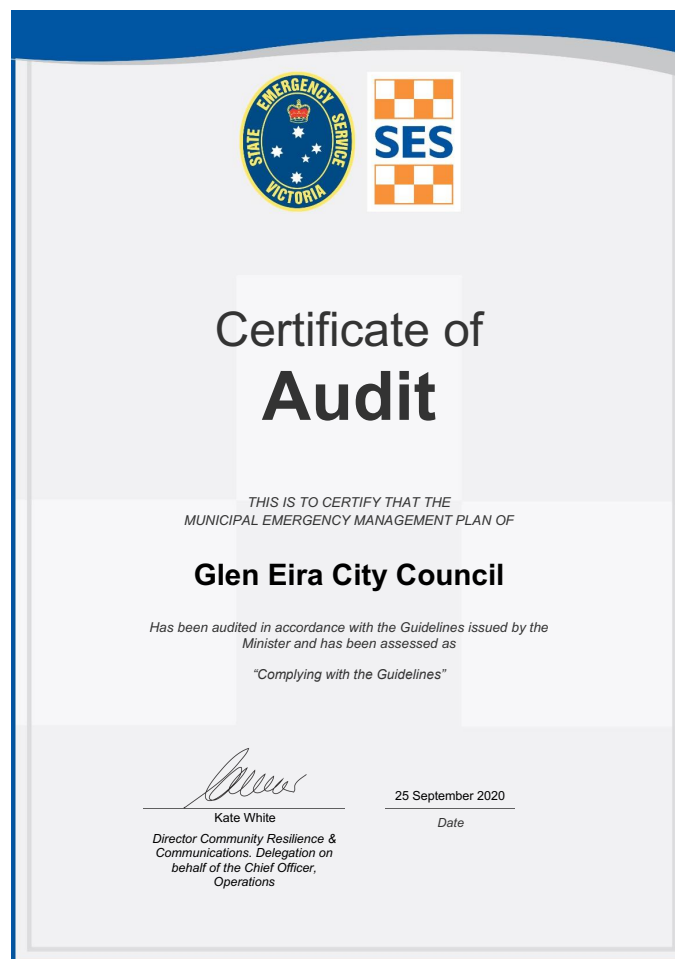 STATE EMERGENCY SERVICE
VICTORIA
SES
Certificate of
Audit
THIS IS TO CERTIFY THAT THE
MUNICIPAL EMERGENCY MANAGEMENT PLAN OF
Glen Eira City Council
Has been audited in accordance with the Guidelines issued by the
Minister and has been assessed as
“Complying with the Guidelines”
Kate White
Director Community Resilience &
Communications. Delegation on
behalf of the Chief Officer,
Operations
25 September 2020
Date